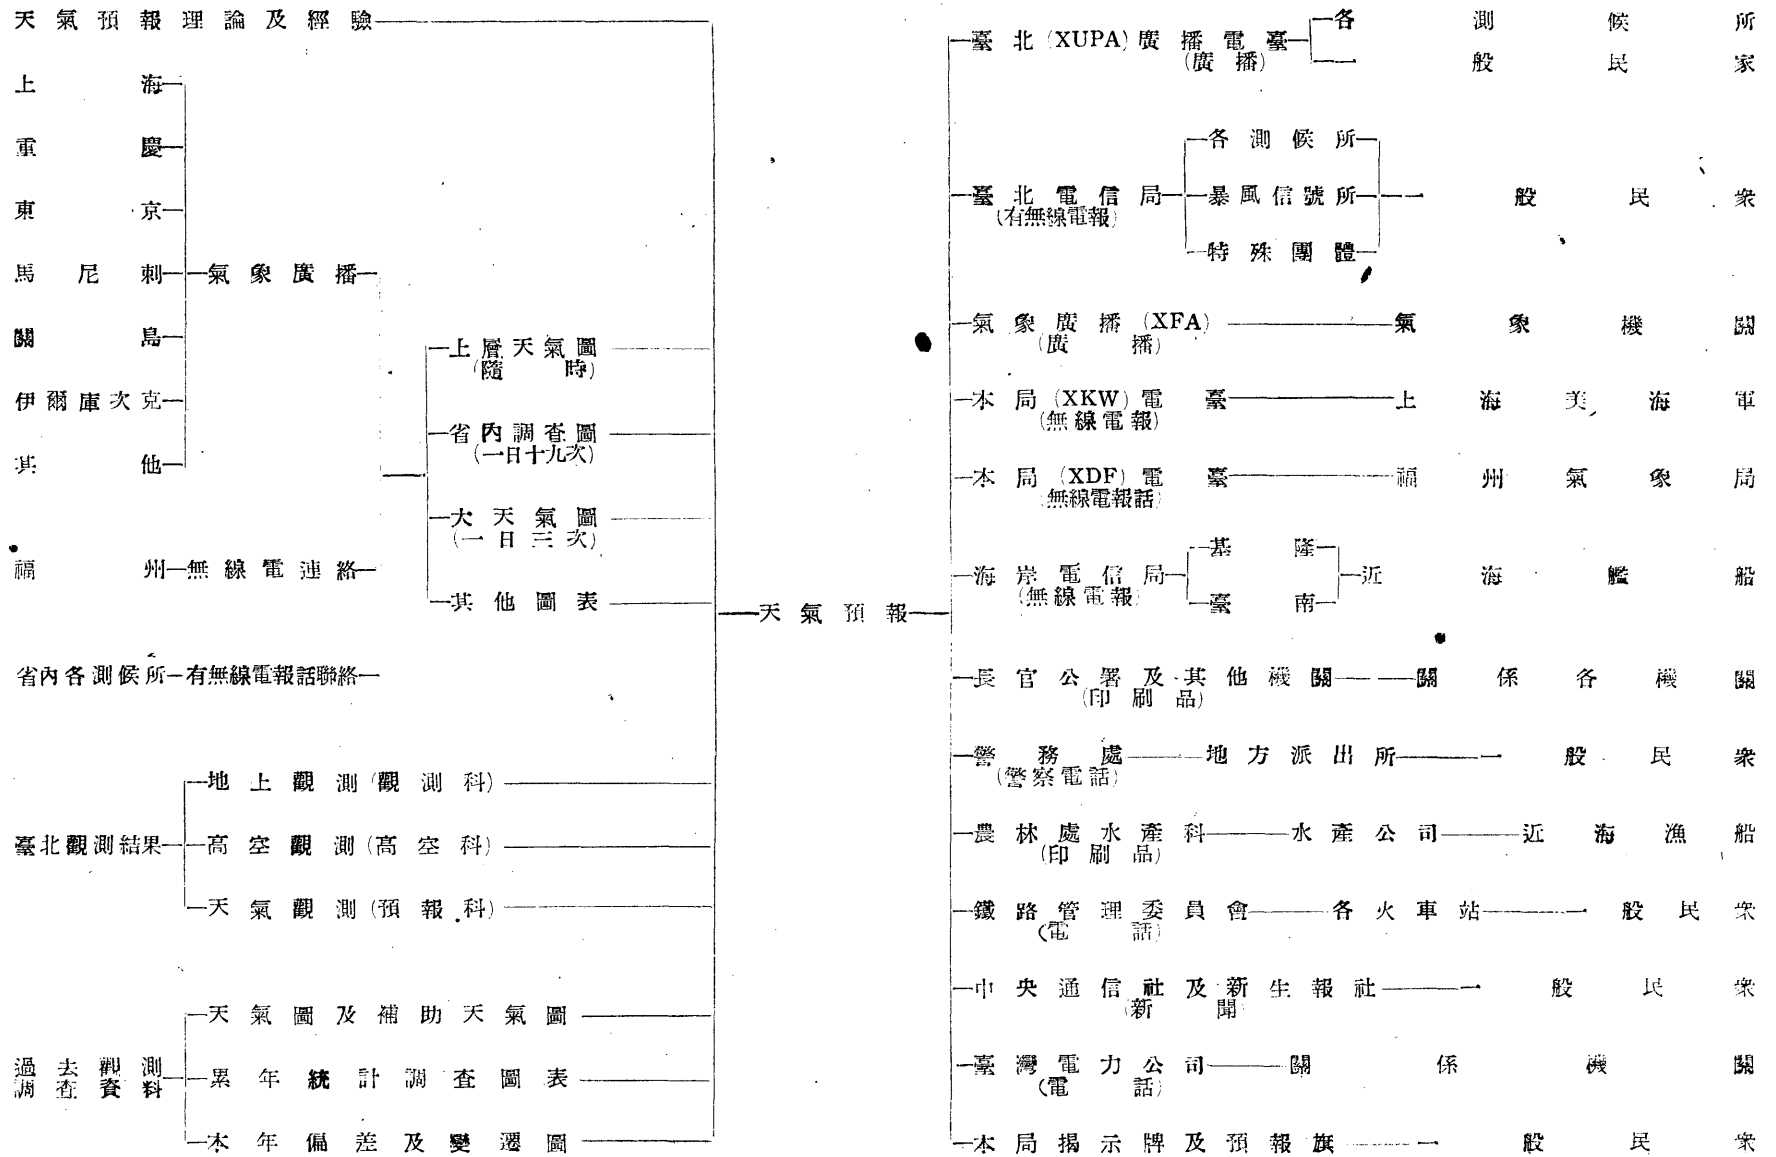 天氣預報理論及經驗
上海
重慶
東京
馬尼剌
關島
伊爾庫次克
其他
氣象廣播
福州
無線電連絡
省內各測候所
有無線電報話聯絡
上層天氣圖
(隨時)
省內調查圖
(一日十九次)
大天氣圖
(一日三次)
其他圖表
臺北觀測結果
地上觀測(觀測科)
高空觀測(高空科)
天氣觀測(預報科)
過去觀測
調查資料
天氣圖及補助天氣圖
累年統計調查圖表
本年偏差及變遷圖
天氣預報
臺北(XUPA)廣播電臺
(廣播)
各測候所
一般民家
臺北電信局
(有無線電報)
各測候所
暴風信號所
特殊團體
一般民衆
氣象廣播(XFA)
(廣播)
氣象機關
本局(XKW)電臺
(無線電報)
上海美海軍
本局(XDF)電臺
(無線電報話)
福州氣象局
海岸電信局
(無線電報)
基隆
臺南
近海艦船
長官公署及其他機關
(印刷品)
關係各機關
警務處
(警察電話)
地方派出所
一般民衆
農林處水產科
(印刷品)
水產公司
近海漁船
鐵路管理委員會
(電話)
各火車站
一般民衆
中央通信社及新生報社
(新聞)
一般民衆
臺灣電力公司
(電話)
關係機關
本局揭示牌及預報旗
一般民衆